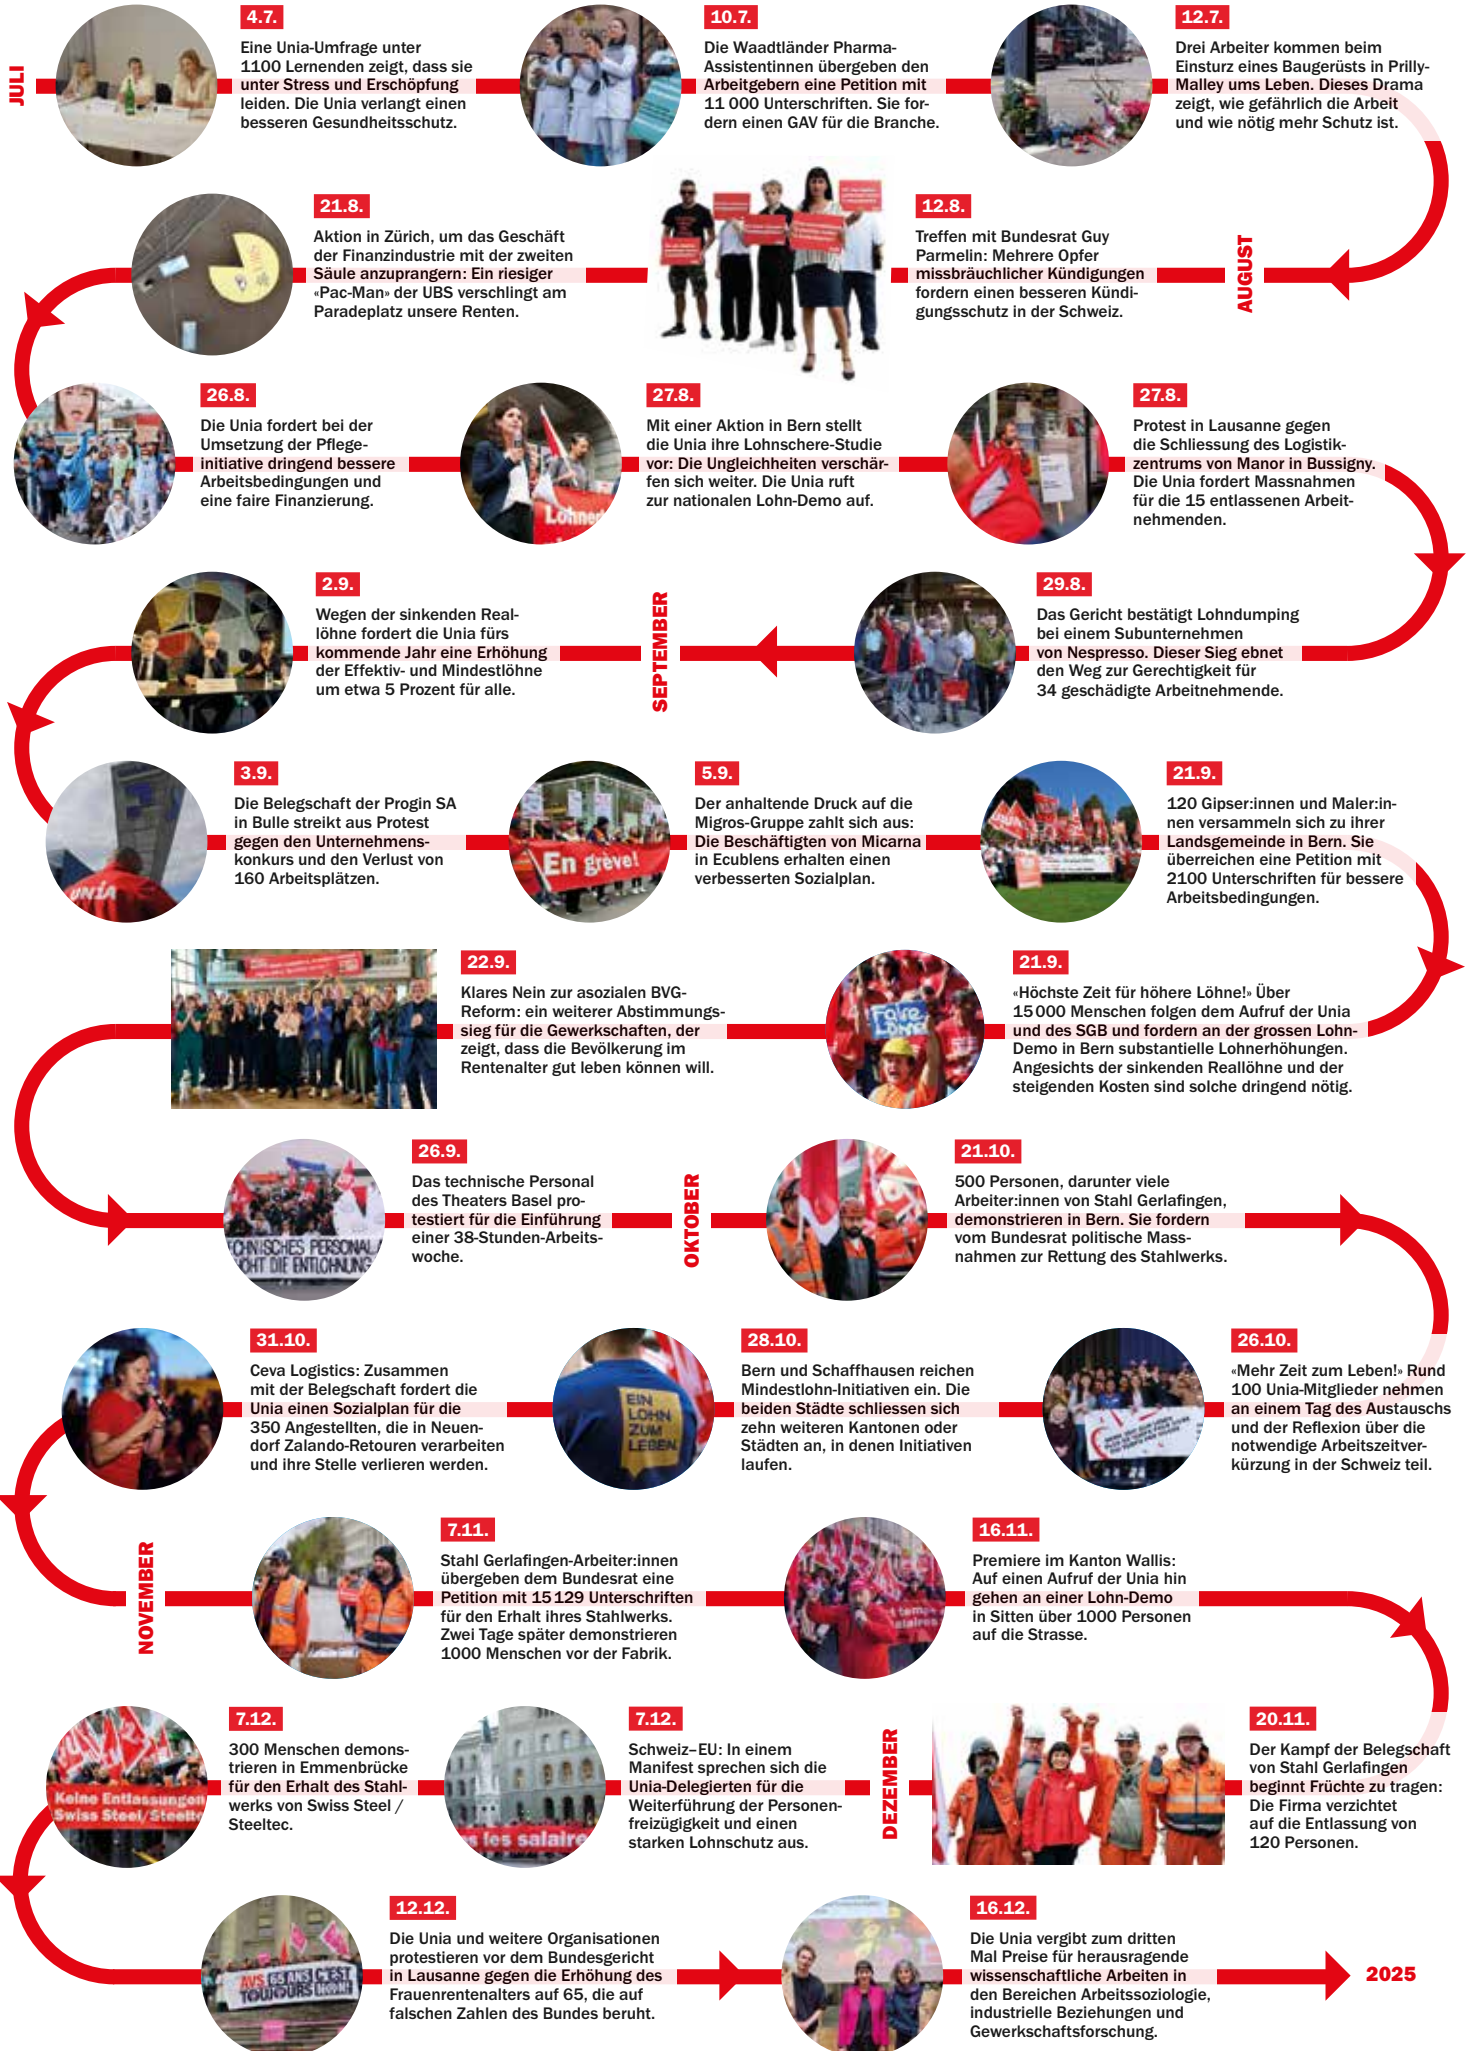 JULI
4.7.
Eine Unia-Umfrage unter
1100 Lernenden zeigt, dass sie
unter Stress und Erschöpfung
leiden. Die Unia verlangt einen
besseren Gesundheitsschutz.
10.7.
Die Waadtländer Pharma-
Assistentinnen übergeben den
Arbeitgebern eine Petition mit
11 000 Unterschriften. Sie for-
dern einen GAV für die Branche.
12.7.
Drei Arbeiter kommen beim
Einsturz eines Baugerüsts in Prilly-
Malley ums Leben. Dieses Drama
zeigt, wie gefährlich die Arbeit
und wie nötig mehr Schutz ist.
AUGUST
12.8.
Treffen mit Bundesrat Guy
Parmelin: Mehrere Opfer
missbräuchlicher Kündigungen
fordern einen besseren Kündi-
gungsschutz in der Schweiz.
21.8.
Aktion in Zürich, um das Geschäft
der Finanzindustrie mit der zweiten
Säule anzuprangern: Ein riesiger
«Pac-Man» der UBS verschlingt am
Paradeplatz unsere Renten.
26.8.
Die Unia fordert bei der
Umsetzung der Pflege-
initiative dringend bessere
Arbeitsbedingungen und
eine faire Finanzierung.
Lohner
27.8.
Mit einer Aktion in Bern stellt
die Unia ihre Lohnschere-Studie
vor: Die Ungleichheiten verschär-
fen sich weiter. Die Unia ruft
zur nationalen Lohn-Demo auf.
27.8.
Protest in Lausanne gegen
die Schliessung des Logistik-
zentrums von Manor in Bussigny.
Die Unia fordert Massnahmen
für die 15 entlassenen Arbeit-
nehmenden.
29.8.
Das Gericht bestätigt Lohndumping
bei einem Subunternehmen
von Nespresso. Dieser Sieg ebnet
den Weg zur Gerechtigkeit für
34 geschädigte Arbeitnehmende.
SEPTEMBER
2.9.
Wegen der sinkenden Real-
löhne fordert die Unia fürs
kommende Jahr eine Erhöhung
der Effektiv- und Mindestlöhne
um etwa 5 Prozent für alle.
UNiA
3.9.
Die Belegschaft der Progin SA
in Bulle streikt aus Protest
gegen den Unternehmens-
konkurs und den Verlust von
160 Arbeitsplätzen.
En grève!
5.9.
Der anhaltende Druck auf die
Migros-Gruppe zahlt sich aus:
Die Beschäftigten von Micarna
in Ecublens erhalten einen
verbesserten Sozialplan.
21.9.
120 Gipser:innen und Maler:in-
nen versammeln sich zu ihrer
Landsgemeinde in Bern. Sie
überreichen eine Petition mit
2100 Unterschriften für bessere
Arbeitsbedingungen.
Faire
Löhne
21.9.
«Höchste Zeit für höhere Löhne!» Über
15 000 Menschen folgen dem Aufruf der Unia
und des SGB und fordern an der grossen Lohn-
Demo in Bern substantielle Lohnerhöhungen.
Angesichts der sinkenden Reallöhne und der
steigenden Kosten sind solche dringend nötig.
22.9.
Klares Nein zur asozialen BVG-
Reform: ein weiterer Abstimmungs-
sieg für die Gewerkschaften, der
zeigt, dass die Bevölkerung im
Rentenalter gut leben können will.
CHNISCHES PERSONAL
CHT DIE ENTLOHNUNG
26.9.
Das technische Personal
des Theaters Basel pro-
testiert für die Einführung
einer 38-Stunden-Arbeits-
woche.
OKTOBER
21.10.
500 Personen, darunter viele
Arbeiter:innen von Stahl Gerlafingen,
demonstrieren in Bern. Sie fordern
vom Bundesrat politische Mass-
nahmen zur Rettung des Stahlwerks.
26.10.
«Mehr Zeit zum Leben!» Rund
100 Unia-Mitglieder nehmen
an einem Tag des Austauschs
und der Reflexion über die
notwendige Arbeitszeitver-
kürzung in der Schweiz teil.
EIN
LOHN
ZUM
LEBEN
28.10.
Bern und Schaffhausen reichen
Mindestlohn-Initiativen ein. Die
beiden Städte schliessen sich
zehn weiteren Kantonen oder
Städten an, in denen Initiativen
laufen.
31.10.
Ceva Logistics: Zusammen
mit der Belegschaft fordert die
Unia einen Sozialplan für die
350 Angestellten, die in Neuen-
dorf Zalando-Retouren verarbeiten
und ihre Stelle verlieren werden.
NOVEMBER
7.11.
Stahl Gerlafingen-Arbeiter:innen
übergeben dem Bundesrat eine
Petition mit 15 129 Unterschriften
für den Erhalt ihres Stahlwerks.
Zwei Tage später demonstrieren
1000 Menschen vor der Fabrik.
16.11.
Premiere im Kanton Wallis:
Auf einen Aufruf der Unia hin
gehen an einer Lohn-Demo
in Sitten über 1000 Personen
auf die Strasse.
20.11.
Der Kampf der Belegschaft
von Stahl Gerlafingen
beginnt Früchte zu tragen:
Die Firma verzichtet
auf die Entlassung von
120 Personen.
DEZEMBER
s les salaire
7.12.
Schweiz–EU: In einem
Manifest sprechen sich die
Unia-Delegierten für die
Weiterführung der Personen-
freizügigkeit und einen
starken Lohnschutz aus.
Keine Entlassungen
Swiss Steel/Steelte
7.12.
300 Menschen demons-
trieren in Emmenbrücke
für den Erhalt des Stahl-
werks von Swiss Steel /
Steeltec.
AVS 65 ANS C'EST
TOUJOURS
12.12.
Die Unia und weitere Organisationen
protestieren vor dem Bundesgericht
in Lausanne gegen die Erhöhung des
Frauenrentenalters auf 65, die auf
falschen Zahlen des Bundes beruht.
16.12.
Die Unia vergibt zum dritten
Mal Preise für herausragende
wissenschaftliche Arbeiten in
den Bereichen Arbeitssoziologie,
industrielle Beziehungen und
Gewerkschaftsforschung.
2025